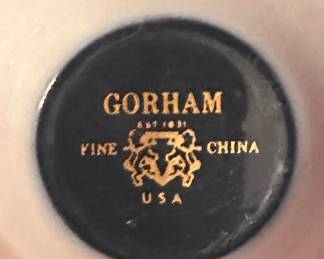 GORHAM
EST 1831
FINE CHINA
USA